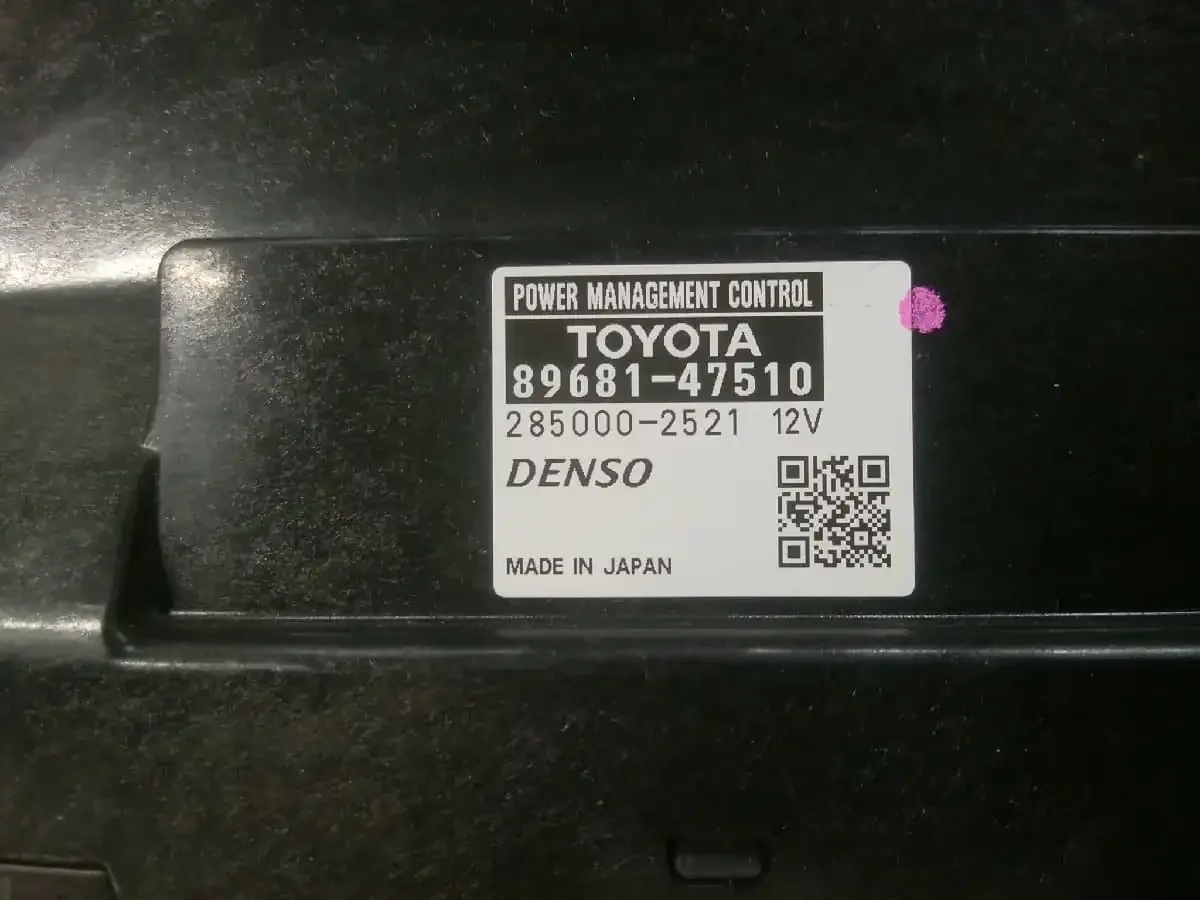 POWER MANAGEMENT CONTROL
TOYOTA
89681-47510
285000-2521 12V
DENSO
MADE IN JAPAN